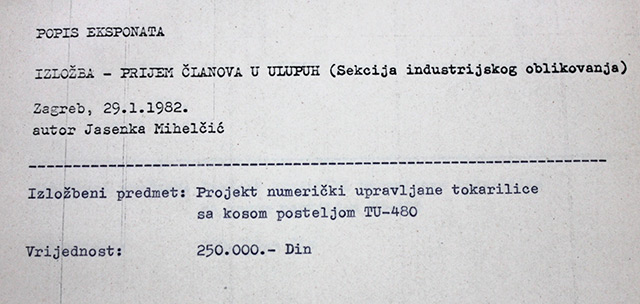 POPIS EKSPONATA
IZLOŽBA - PRIJEM ČLANOVA U ULUPUH (Sekcija industrijskog oblikovanja)
Zagreb, 29.1.1982.
autor Jasenka Mihelčić
Izložbeni predmet: Projekt numerički upravljane tokarilice
sa kosom posteljom TU-480
Vrijednost: 250.000.- Din